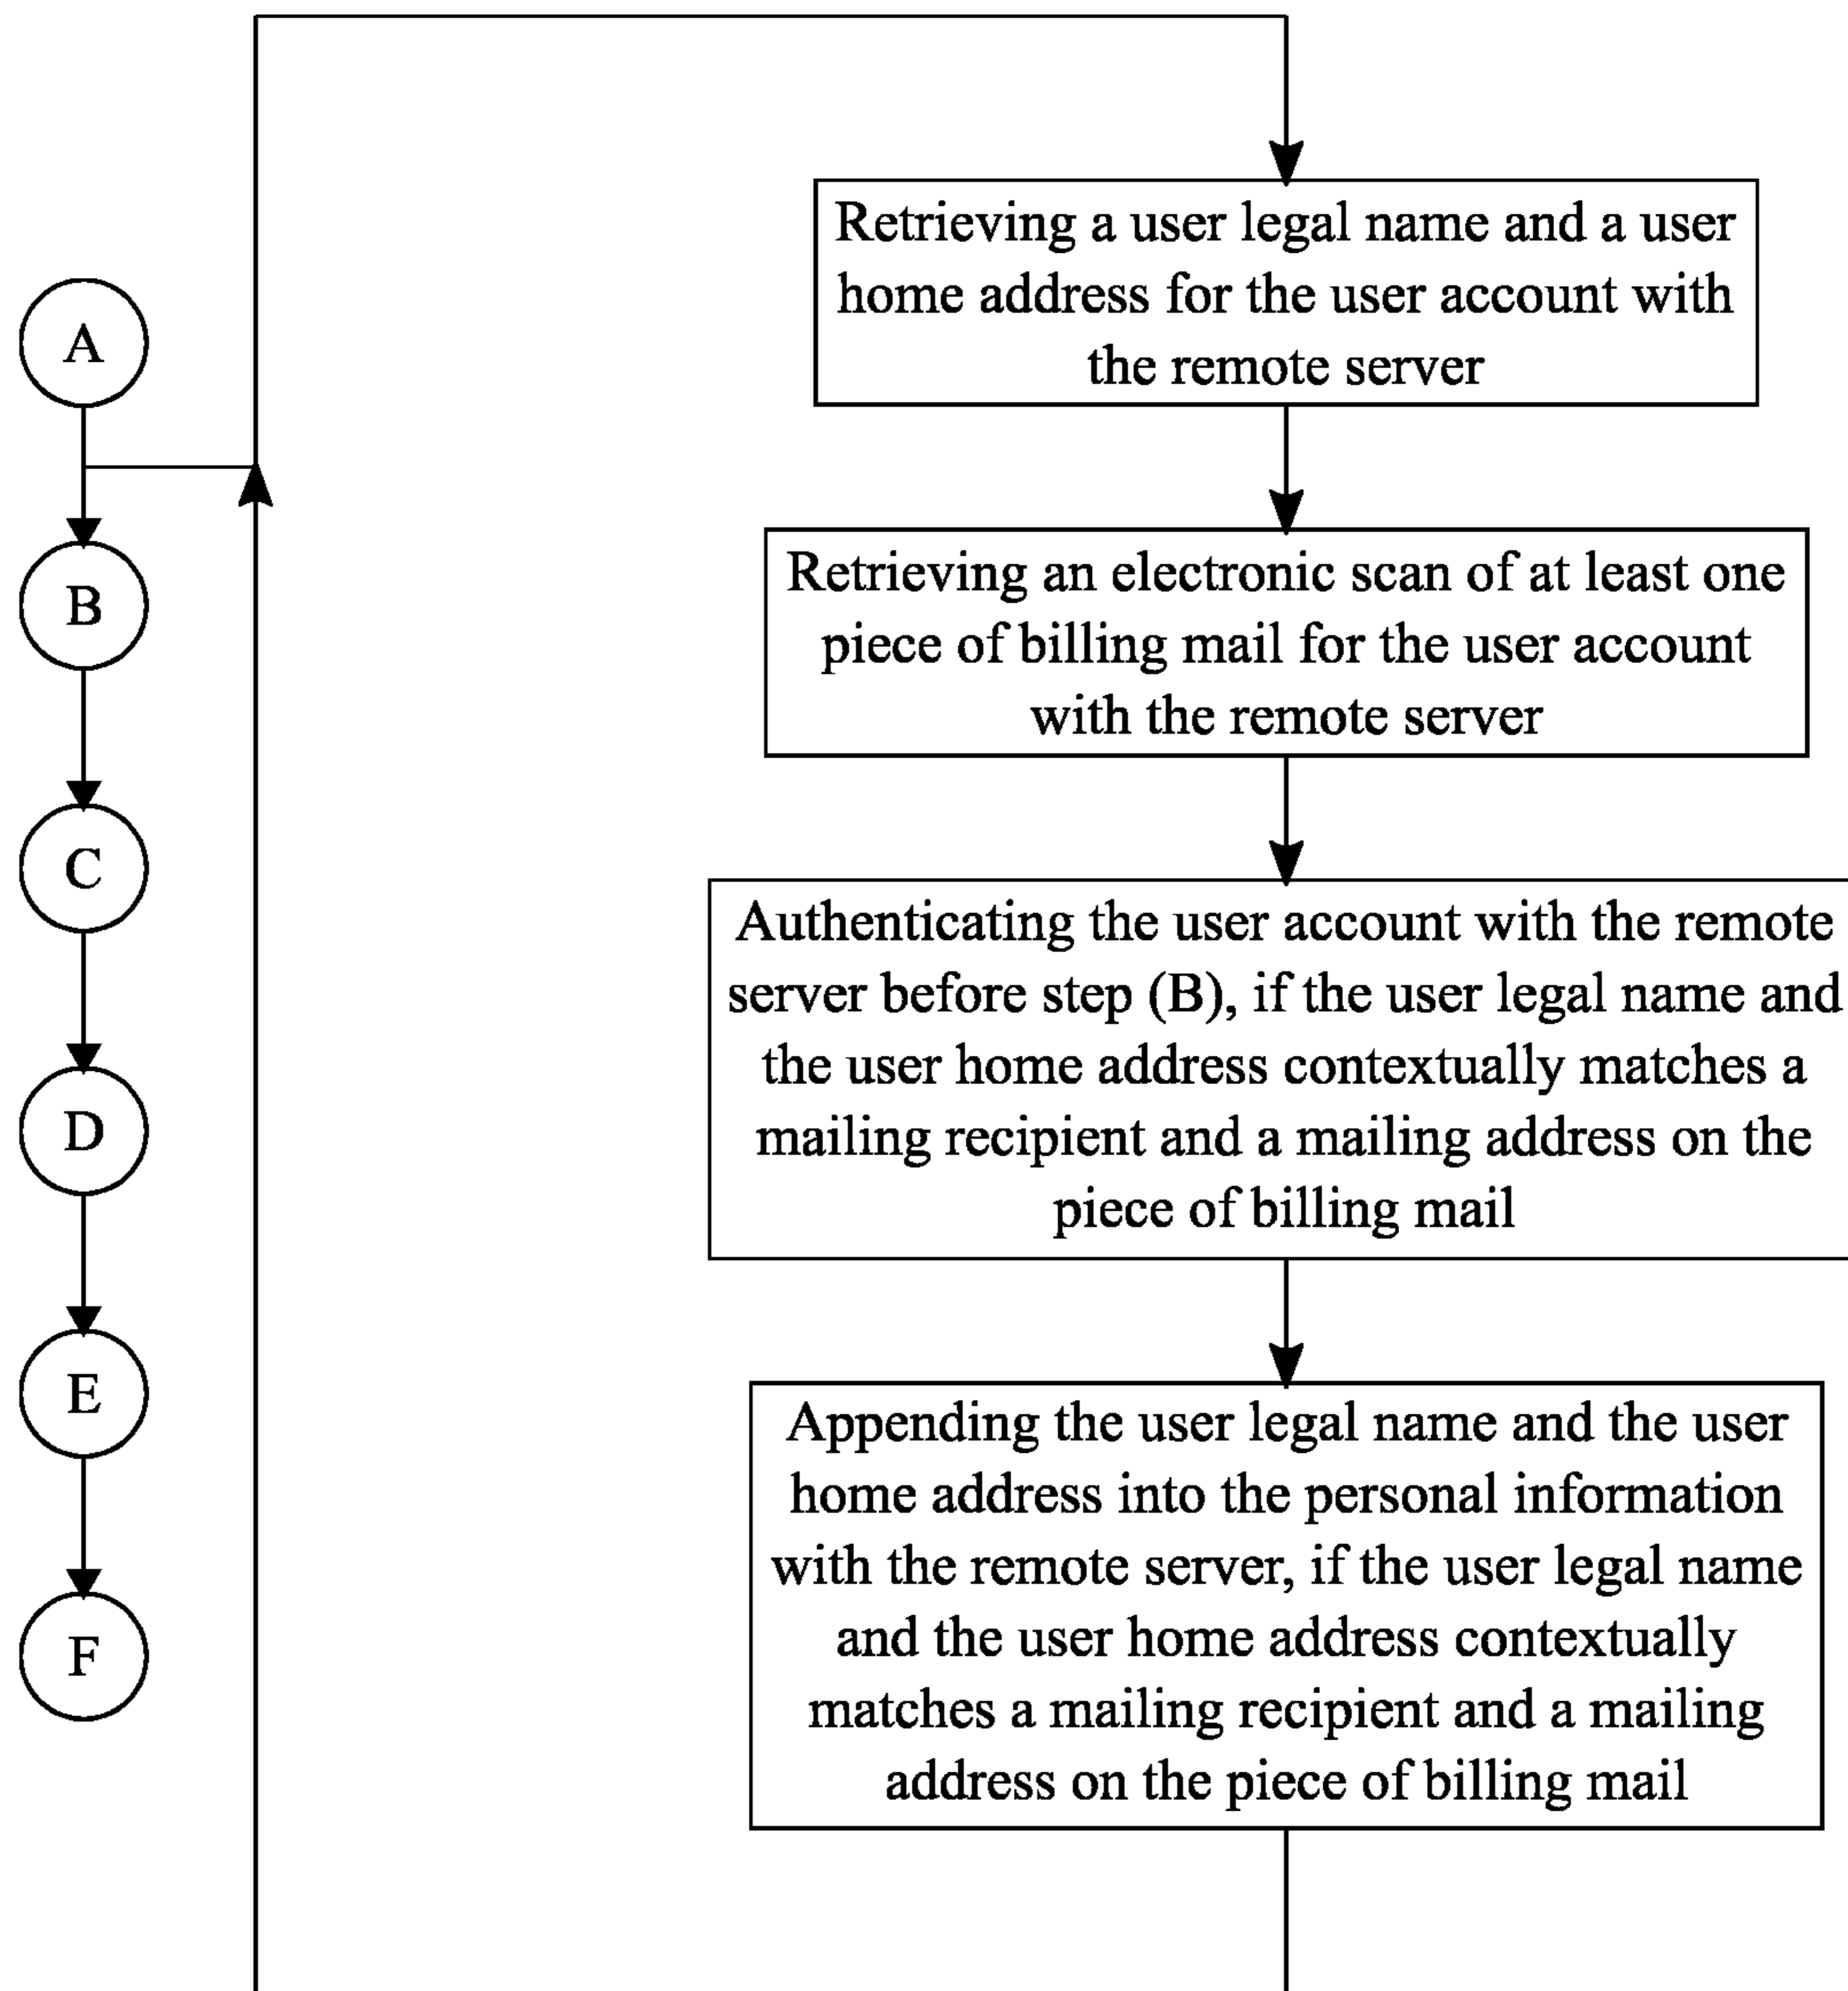 A
B
C
D
E
F
Retrieving a user legal name and a user
home address for the user account with
the remote server
Retrieving an electronic scan of at least one
piece of billing mail for the user account
with the remote server
Authenticating the user account with the remote
server before step (B), if the user legal name and
the user home address contextually matches a
mailing recipient and a mailing address on the
piece of billing mail
Appending the user legal name and the user
home address into the personal information
with the remote server, if the user legal name
and the user home address contextually
matches a mailing recipient and a mailing
address on the piece of billing mail